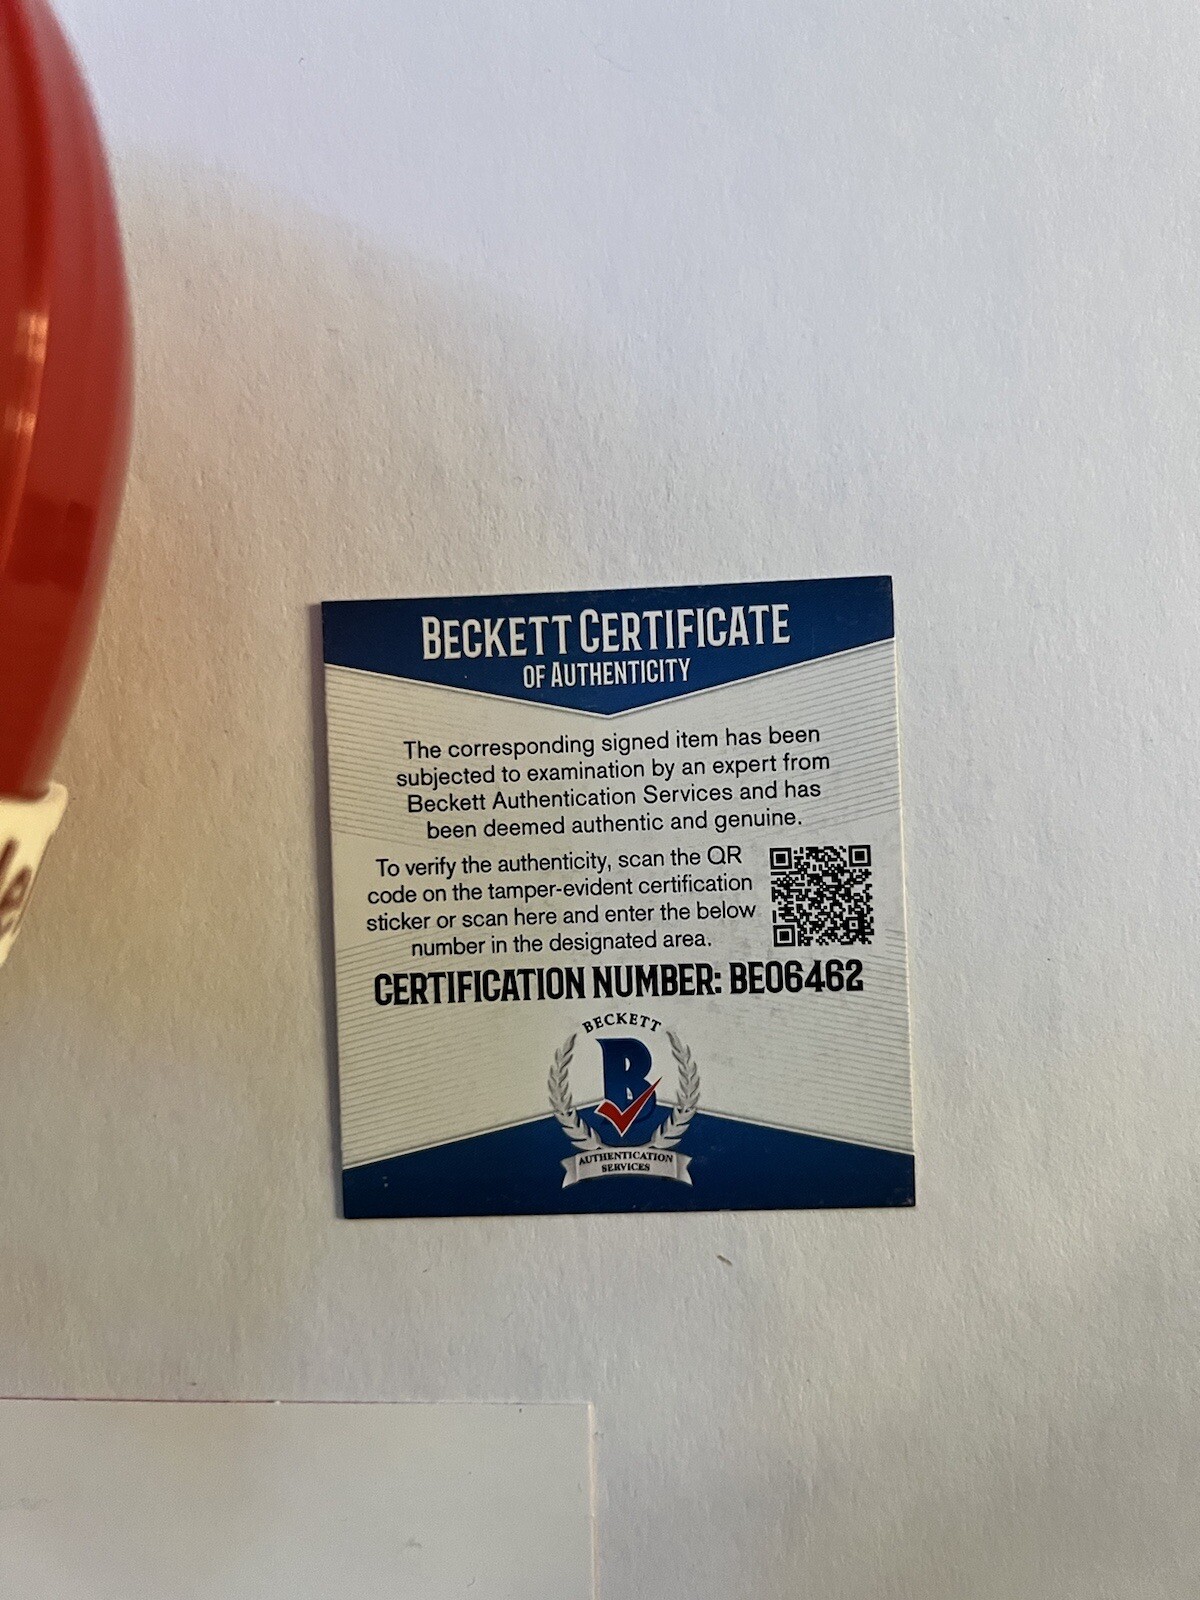 BECKETT CERTIFICATE
OF AUTHENTICITY
The corresponding signed item has been
subjected to examination by an expert from
Beckett Authentication Services and has
been deemed authentic and genuine.
To verify the authenticity, scan the QR
code on the tamper-evident certification
sticker or scan here and enter the below
number in the designated area.
CERTIFICATION NUMBER: BE06462
BECKETT
B
AUTHENTICATION
SERVICES